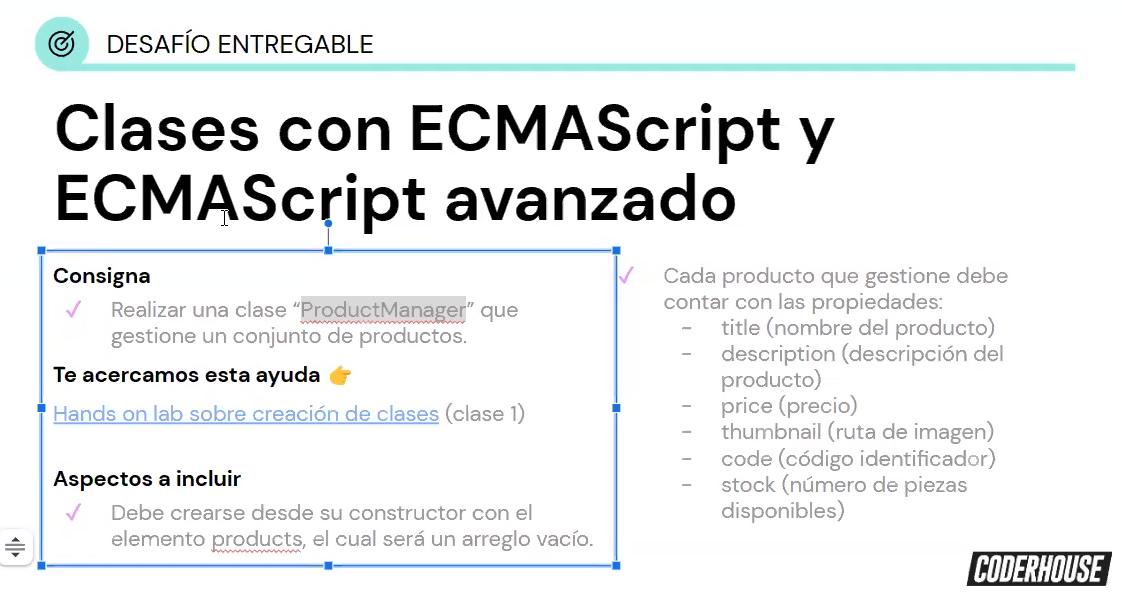 DESAFÍO ENTREGABLE
Clases con ECMAScript y
ECMAScript avanzado
Consigna
✓ Realizar una clase “ProductManager” que
gestione un conjunto de productos.
Te acercamos esta ayuda 👉
Hands on lab sobre creación de clases (clase 1)
Aspectos a incluir
✓ Debe crearse desde su constructor con el
elemento products, el cual será un arreglo vacío.
✓ Cada producto que gestione debe
contar con las propiedades:
- title (nombre del producto)
- description (descripción del
producto)
- price (precio)
- thumbnail (ruta de imagen)
- code (código identificador)
- stock (número de piezas
disponibles)
CODERHOUSE